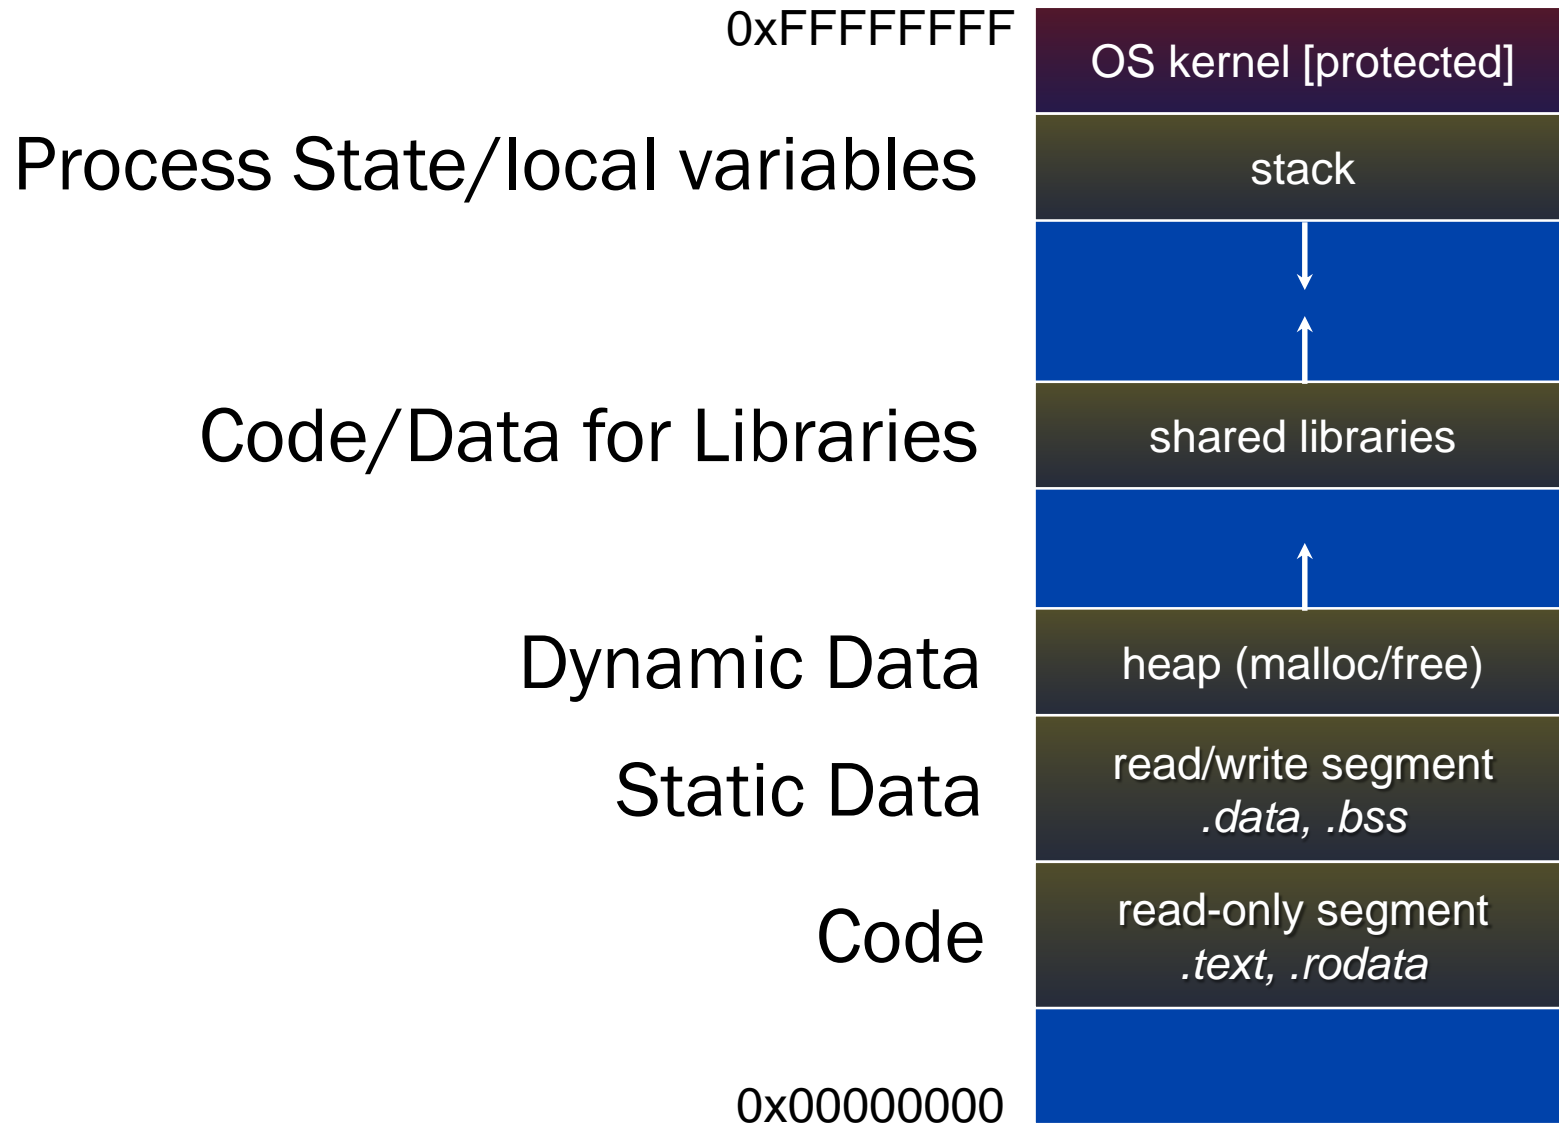 0xFFFFFFFF
OS kernel [protected]
Process State/local variables
stack
Code/Data for Libraries
shared libraries
Dynamic Data
heap (malloc/free)
Static Data
read/write segment
.data, .bss
Code
read-only segment
.text, .rodata
0x00000000